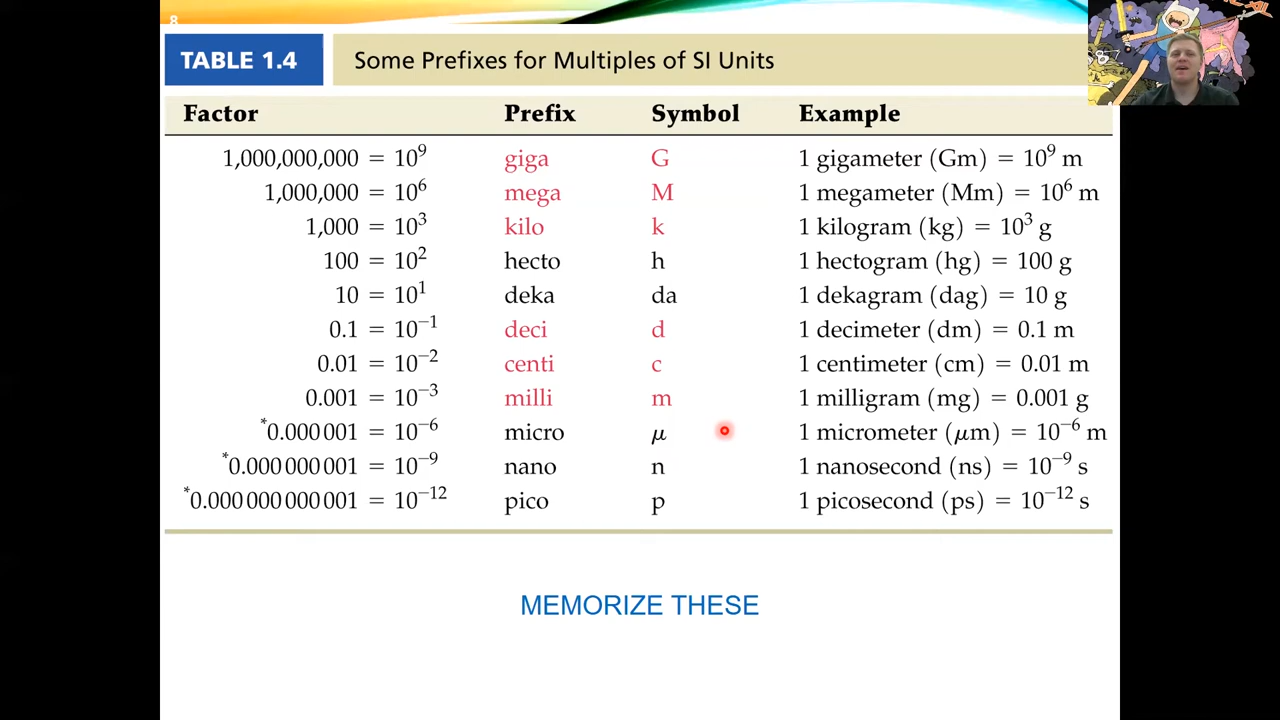 8
TABLE 1.4 Some Prefixes for Multiples of SI Units
Factor Prefix Symbol Example
1,000,000,000 = 10⁹ giga G 1 gigameter (Gm) = 10⁹ m
1,000,000 = 10⁶ mega M 1 megameter (Mm) = 10⁶ m
1,000 = 10³ kilo k 1 kilogram (kg) = 10³ g
100 = 10² hecto h 1 hectogram (hg) = 100 g
10 = 10¹ deka da 1 dekagram (dag) = 10 g
0.1 = 10⁻¹ deci d 1 decimeter (dm) = 0.1 m
0.01 = 10⁻² centi c 1 centimeter (cm) = 0.01 m
0.001 = 10⁻³ milli m 1 milligram (mg) = 0.001 g
*0.000 001 = 10⁻⁶ micro μ 1 micrometer (μm) = 10⁻⁶ m
*0.000 000 001 = 10⁻⁹ nano n 1 nanosecond (ns) = 10⁻⁹ s
*0.000 000 000 001 = 10⁻¹² pico p 1 picosecond (ps) = 10⁻¹² s
MEMORIZE THESE